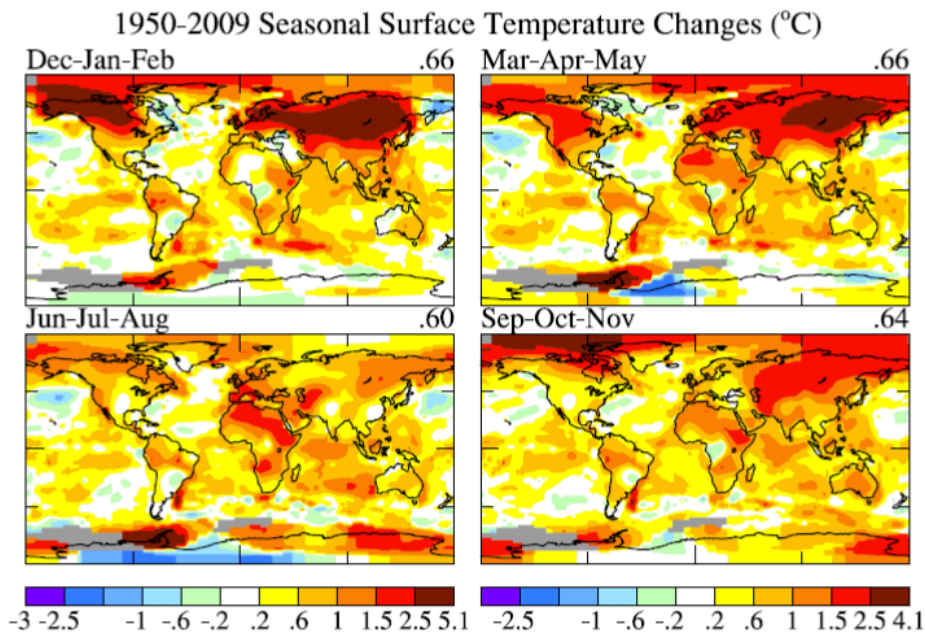 1950-2009 Seasonal Surface Temperature Changes (°C)
Dec-Jan-Feb .66 Mar-Apr-May .66
Jun-Jul-Aug .60 Sep-Oct-Nov .64
-3 -2.5 -1 -.6 -.2 .2 .6 1 1.5 2.5 5.1 -2.5 -1 -.6 -.2 .2 .6 1 1.5 2.5 5.1